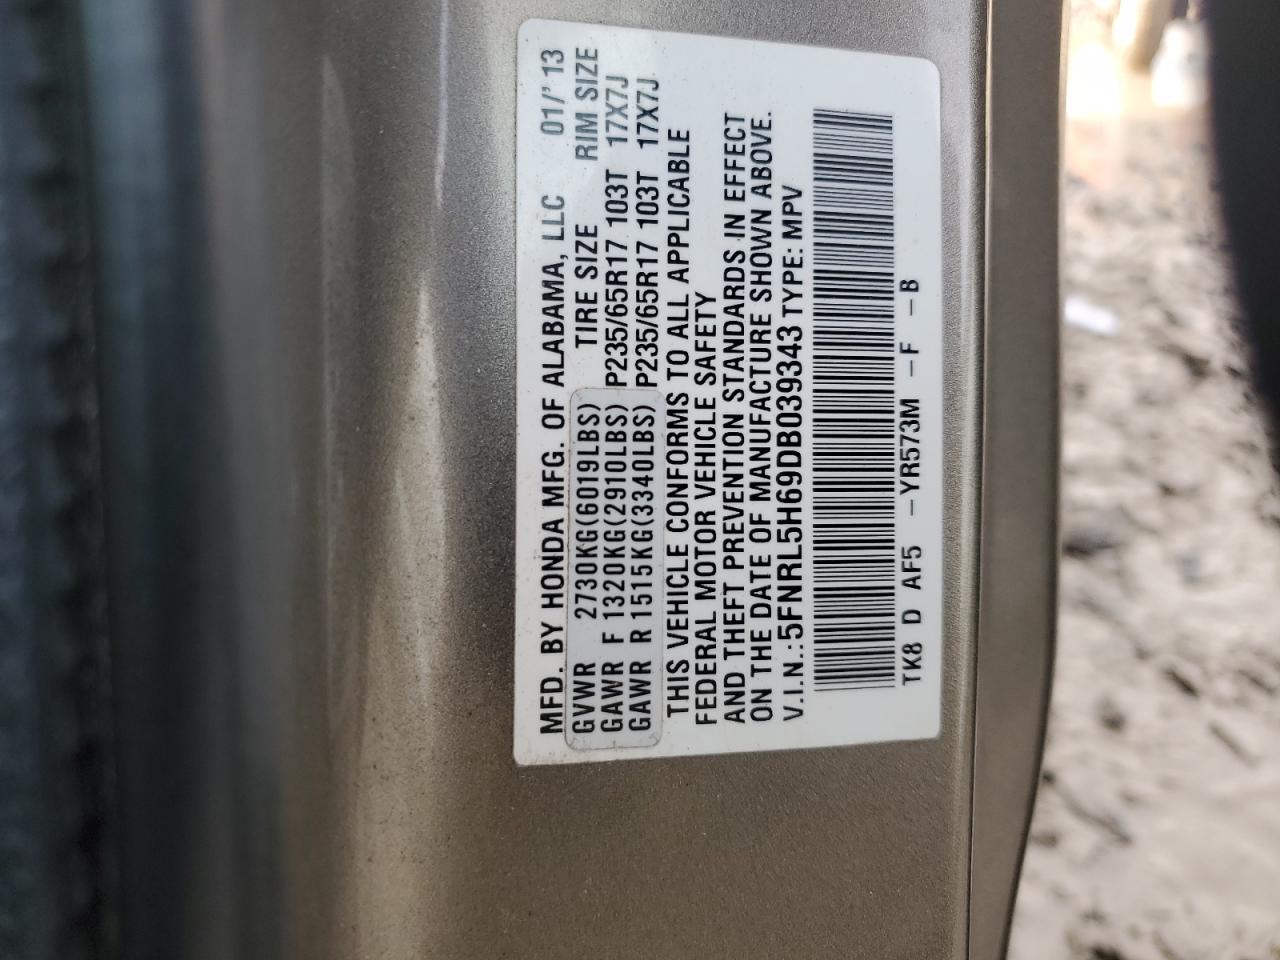 MFD. BY HONDA MFG. OF ALABAMA, LLC 01/'13
GVWR 2730KG(6019LBS) TIRE SIZE RIM SIZE
GAWR F 1320KG(2910LBS) P235/65R17 103T 17X7J
GAWR R 1515KG(3340LBS) P235/65R17 103T 17X7J
THIS VEHICLE CONFORMS TO ALL APPLICABLE
FEDERAL MOTOR VEHICLE SAFETY
AND THEFT PREVENTION STANDARDS IN EFFECT
ON THE DATE OF MANUFACTURE SHOWN ABOVE.
V.I.N.:5FNRL5H69DB039343 TYPE: MPV
TK8 D AF5 -YR573M -F -B